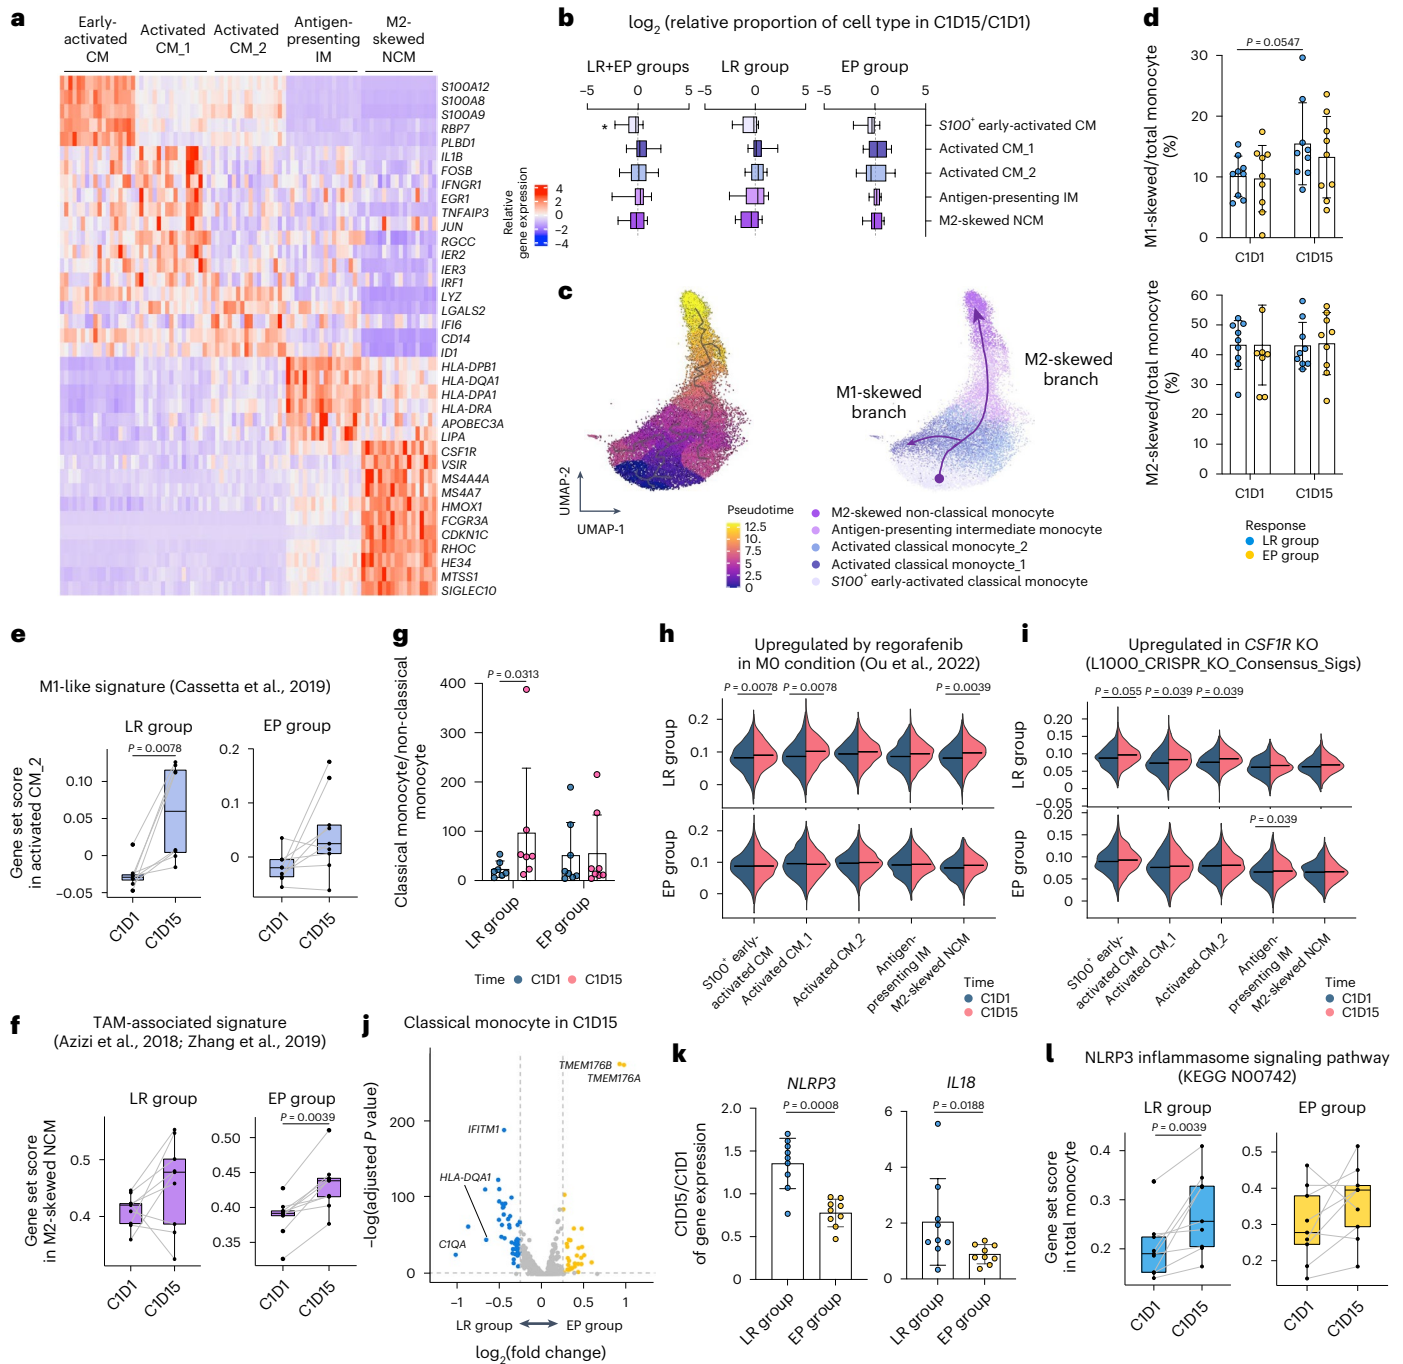 a
Early-
activated
CM
Activated
CM_1
Activated
CM_2
Antigen-
presenting
IM
M2-
skewed
NCM
S100A12
S100A8
S100A9
RBP7
PLBD1
IL1B
FOSB
IFNGR1
EGR1
TNFAIP3
JUN
RGCC
IER2
IER3
IRF1
LYZ
LGALS2
IFI6
CD14
ID1
HLA-DPB1
HLA-DQA1
HLA-DPA1
HLA-DRA
APOBEC3A
LIPA
CSF1R
VSIR
MS4A4A
MS4A7
HMOX1
FCGR3A
CDKN1C
RHOC
HE34
MTSS1
SIGLEC10
Relative
gene expression
4
2
0
−2
−4
b
log2 (relative proportion of cell type in C1D15/C1D1)
LR+EP groups
LR group
EP group
−5 0 5
−5 0 5
−5 0 5
*
S100+ early-activated CM
Activated CM_1
Activated CM_2
Antigen-presenting IM
M2-skewed NCM
c
UMAP-2
UMAP-1
Pseudotime
12.5
10.
7.5
5.
2.5
0
M1-skewed
branch
M2-skewed
branch
M2-skewed non-classical monocyte
Antigen-presenting intermediate monocyte
Activated classical monocyte_2
Activated classical monoycte_1
S100+ early-activated classical monocyte
d
M1-skewed/total monocyte
(%)
P = 0.0547
30
20
10
0
C1D1 C1D15
M2-skewed/total monocyte
(%)
60
50
40
30
20
10
0
C1D1 C1D15
Response
LR group
EP group
e
M1-like signature (Cassetta et al., 2019)
LR group
EP group
Gene set score
in activated CM_2
P = 0.0078
0.10
0.05
0
−0.05
C1D1 C1D15
0.2
0.1
0
C1D1 C1D15
f
TAM-associated signature
(Azizi et al., 2018; Zhang et al., 2019)
LR group
EP group
Gene set score
in M2-skewed NCM
0.5
0.4
C1D1 C1D15
P = 0.0039
0.50
0.45
0.40
0.35
C1D1 C1D15
g
Classical monocyte/non-classical
monocyte
P = 0.0313
400
300
200
100
0
LR group
EP group
Time C1D1 C1D15
h
Upregulated by regorafenib
in M0 condition (Ou et al., 2022)
P = 0.0078 P = 0.0078 P = 0.0039
LR group
0.2
0.1
0
EP group
0.2
0.1
0
S100+ early-
activated CM
Activated CM_1
Activated CM_2
Antigen-
presenting IM
M2-skewed NCM
Time
C1D1
C1D15
i
Upregulated in CSF1R KO
(L1000_CRISPR_KO_Consensus_Sigs)
P = 0.055 P = 0.039 P = 0.039
LR group
0.20
0.15
0.10
0.05
0
−0.05
P = 0.039
EP group
0.20
0.15
0.10
0.05
0
S100+ early-
activated CM
Activated CM_1
Activated CM_2
Antigen-
presenting IM
M2-skewed NCM
Time
C1D1
C1D15
j
Classical monocyte in C1D15
−log(adjusted P value)
200
100
0
TMEM176B
TMEM176A
IFITM1
HLA-DQA1
C1QA
−1 −0.5 0 0.5 1
LR group EP group
log2(fold change)
k
C1D15/C1D1
of gene expression
NLRP3
P = 0.0008
2.0
1.5
1.0
0.5
0
LR group
EP group
IL18
P = 0.0188
6
4
2
0
LR group
EP group
l
NLRP3 inflammasome signaling pathway
(KEGG N00742)
LR group
EP group
Gene set score
in total monocyte
P = 0.0039
0.4
0.3
0.2
C1D1 C1D15
0.5
0.4
0.3
0.2
C1D1 C1D15